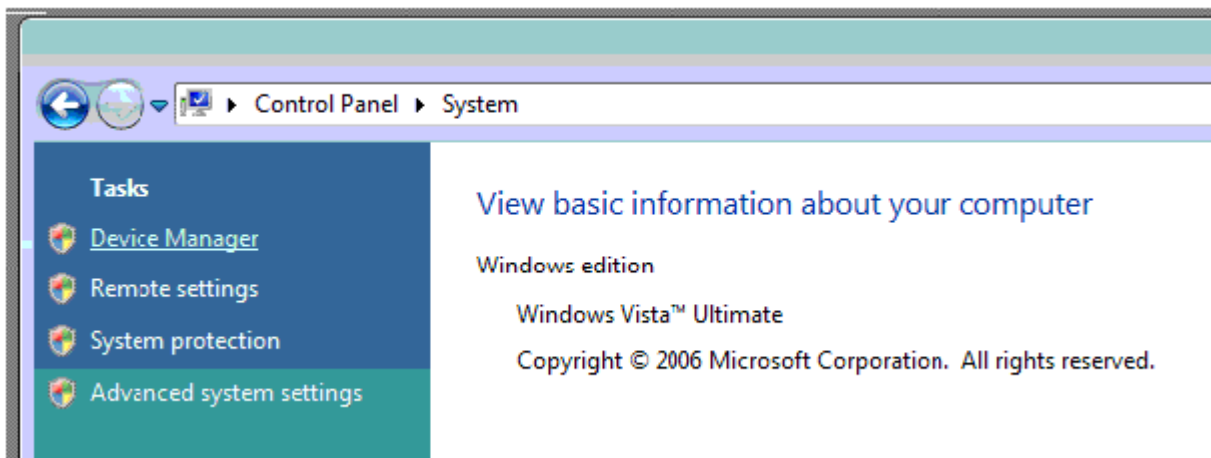 Control Panel System
Tasks
Device Manager
Remote settings
System protection
Advanced system settings
View basic information about your computer
Windows edition
Windows Vista™ Ultimate
Copyright © 2006 Microsoft Corporation. All rights reserved.